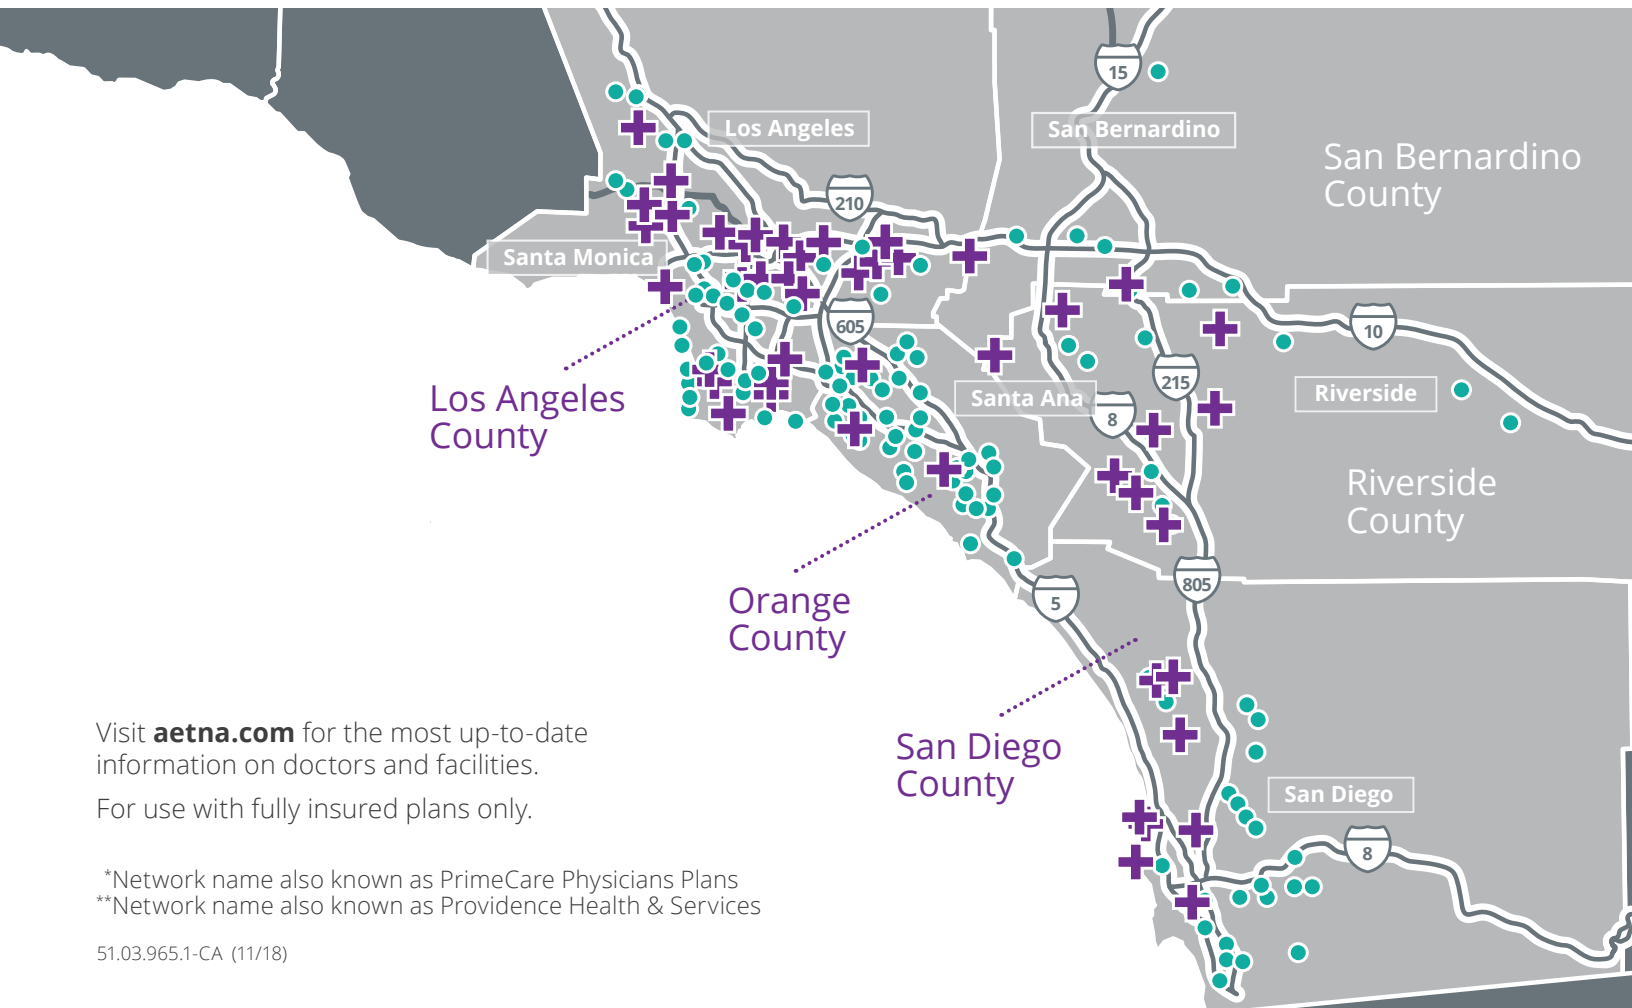 15
Los Angeles
San Bernardino
San Bernardino
County
210
Santa Monica
605
10
215
Riverside
Santa Ana
8
Los Angeles
County
Riverside
County
805
5
Orange
County
San Diego
County
San Diego
8
Visit aetna.com for the most up-to-date
information on doctors and facilities.
For use with fully insured plans only.
*Network name also known as PrimeCare Physicians Plans
**Network name also known as Providence Health & Services
51.03.965.1-CA (11/18)